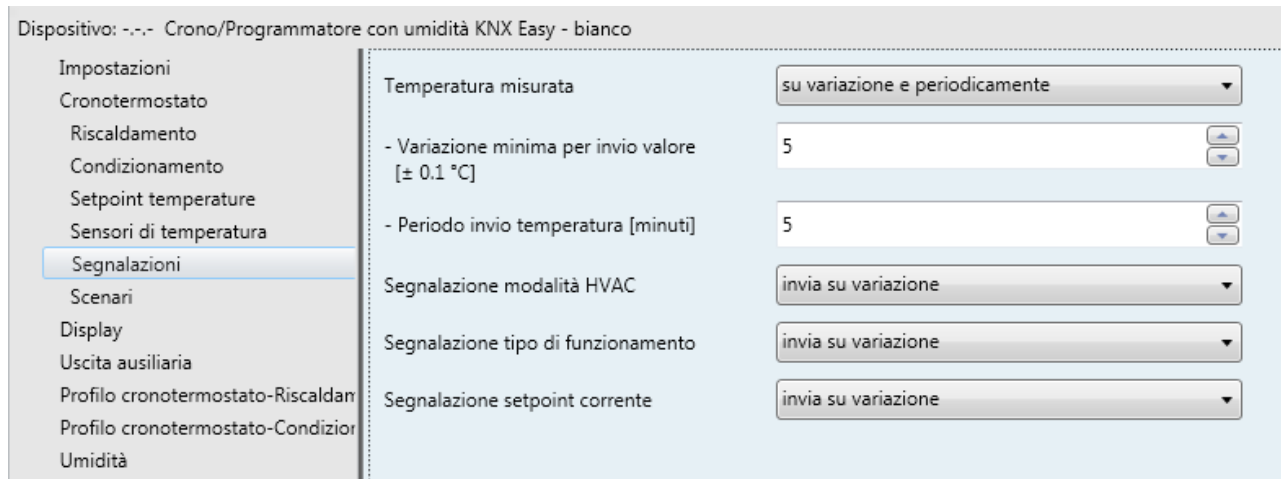 Dispositivo: -.-.- Crono/Programmatore con umidità KNX Easy - bianco
Impostazioni
Cronotermostato
Riscaldamento
Condizionamento
Setpoint temperature
Sensori di temperatura
Segnalazioni
Scenari
Display
Uscita ausiliaria
Profilo cronotermostato-Riscaldam
Profilo cronotermostato-Condizion
Umidità
Temperatura misurata
su variazione e periodicamente
- Variazione minima per invio valore
[± 0.1 °C]
5
- Periodo invio temperatura [minuti]
5
Segnalazione modalità HVAC
invia su variazione
Segnalazione tipo di funzionamento
invia su variazione
Segnalazione setpoint corrente
invia su variazione